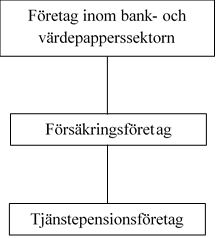 Företag inom bank- och
värdepapperssektorn
Försäkringsföretag
Tjänstepensionsföretag